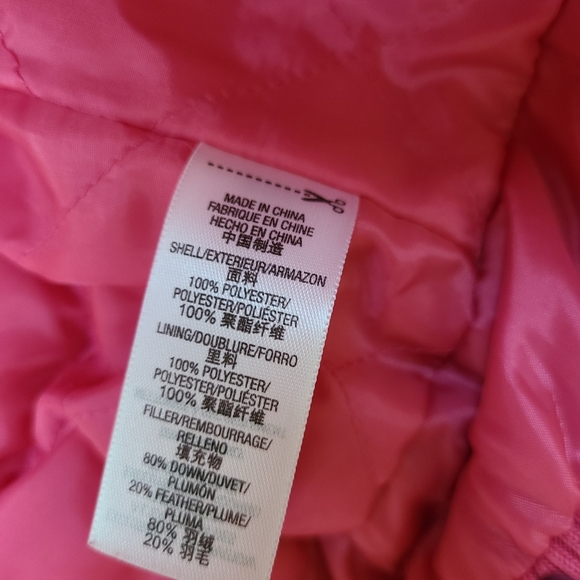 MADE IN CHINA
FABRIQUE EN CHINE
HECHO EN CHINA
中国制造
SHELL/EXTERIEUR/ARMAZON
面料
100% POLYESTER/
POLYESTER/POLIÉSTER
100% 聚酯纤维
LINING/DOUBLURE/FORRO
里料
100% POLYESTER/
POLYESTER/POLIÉSTER
100% 聚酯纤维
FILLER/REMBOURRAGE/
RELLENO
填充物
80% DOWN/DUVET/
PLUMÓN
20% FEATHER/PLUME/
PLUMA
80% 羽绒
20% 羽毛